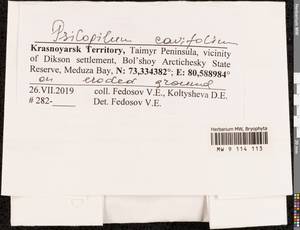 Psilopilum cavifolium
Krasnoyarsk Territory, Taimyr Peninsula, vicinity
of Dikson settlement, Bol'shoy Arctichesky State
Reserve, Meduza Bay, N: 73,334382°; E: 80,588984°
on eroded ground
26.VII.2019 coll. Fedosov V.E., Koltysheva D.E.
# 282-____ Det. Fedosov V.E.
Herbarium MW, Bryophyta
MW 9 114 113